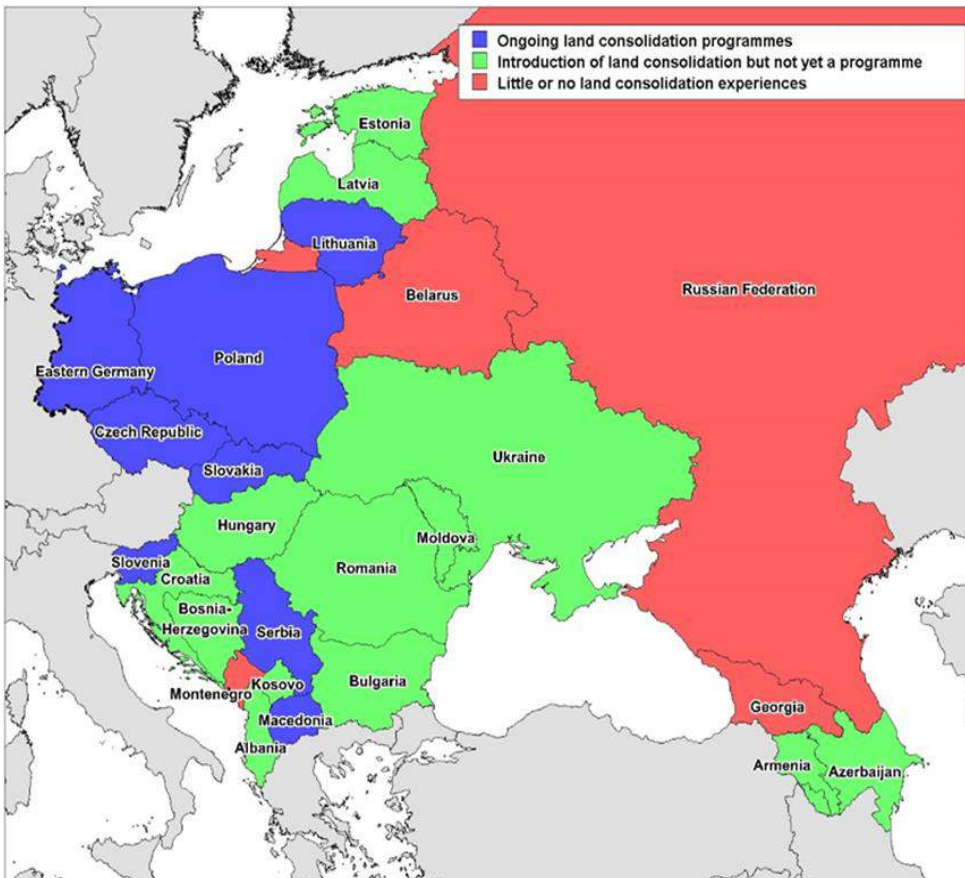 Ongoing land consolidation programmes
Introduction of land consolidation but not yet a programme
Little or no land consolidation experiences
Estonia
Latvia
Lithuania
Belarus
Russian Federation
Poland
Eastern Germany
Czech Republic
Slovakia
Ukraine
Hungary
Moldova
Slovenia
Croatia
Romania
Bosnia-
Herzegovina
Serbia
Bulgaria
Kosovo
Montenegro
Macedonia
Albania
Georgia
Armenia
Azerbaijan